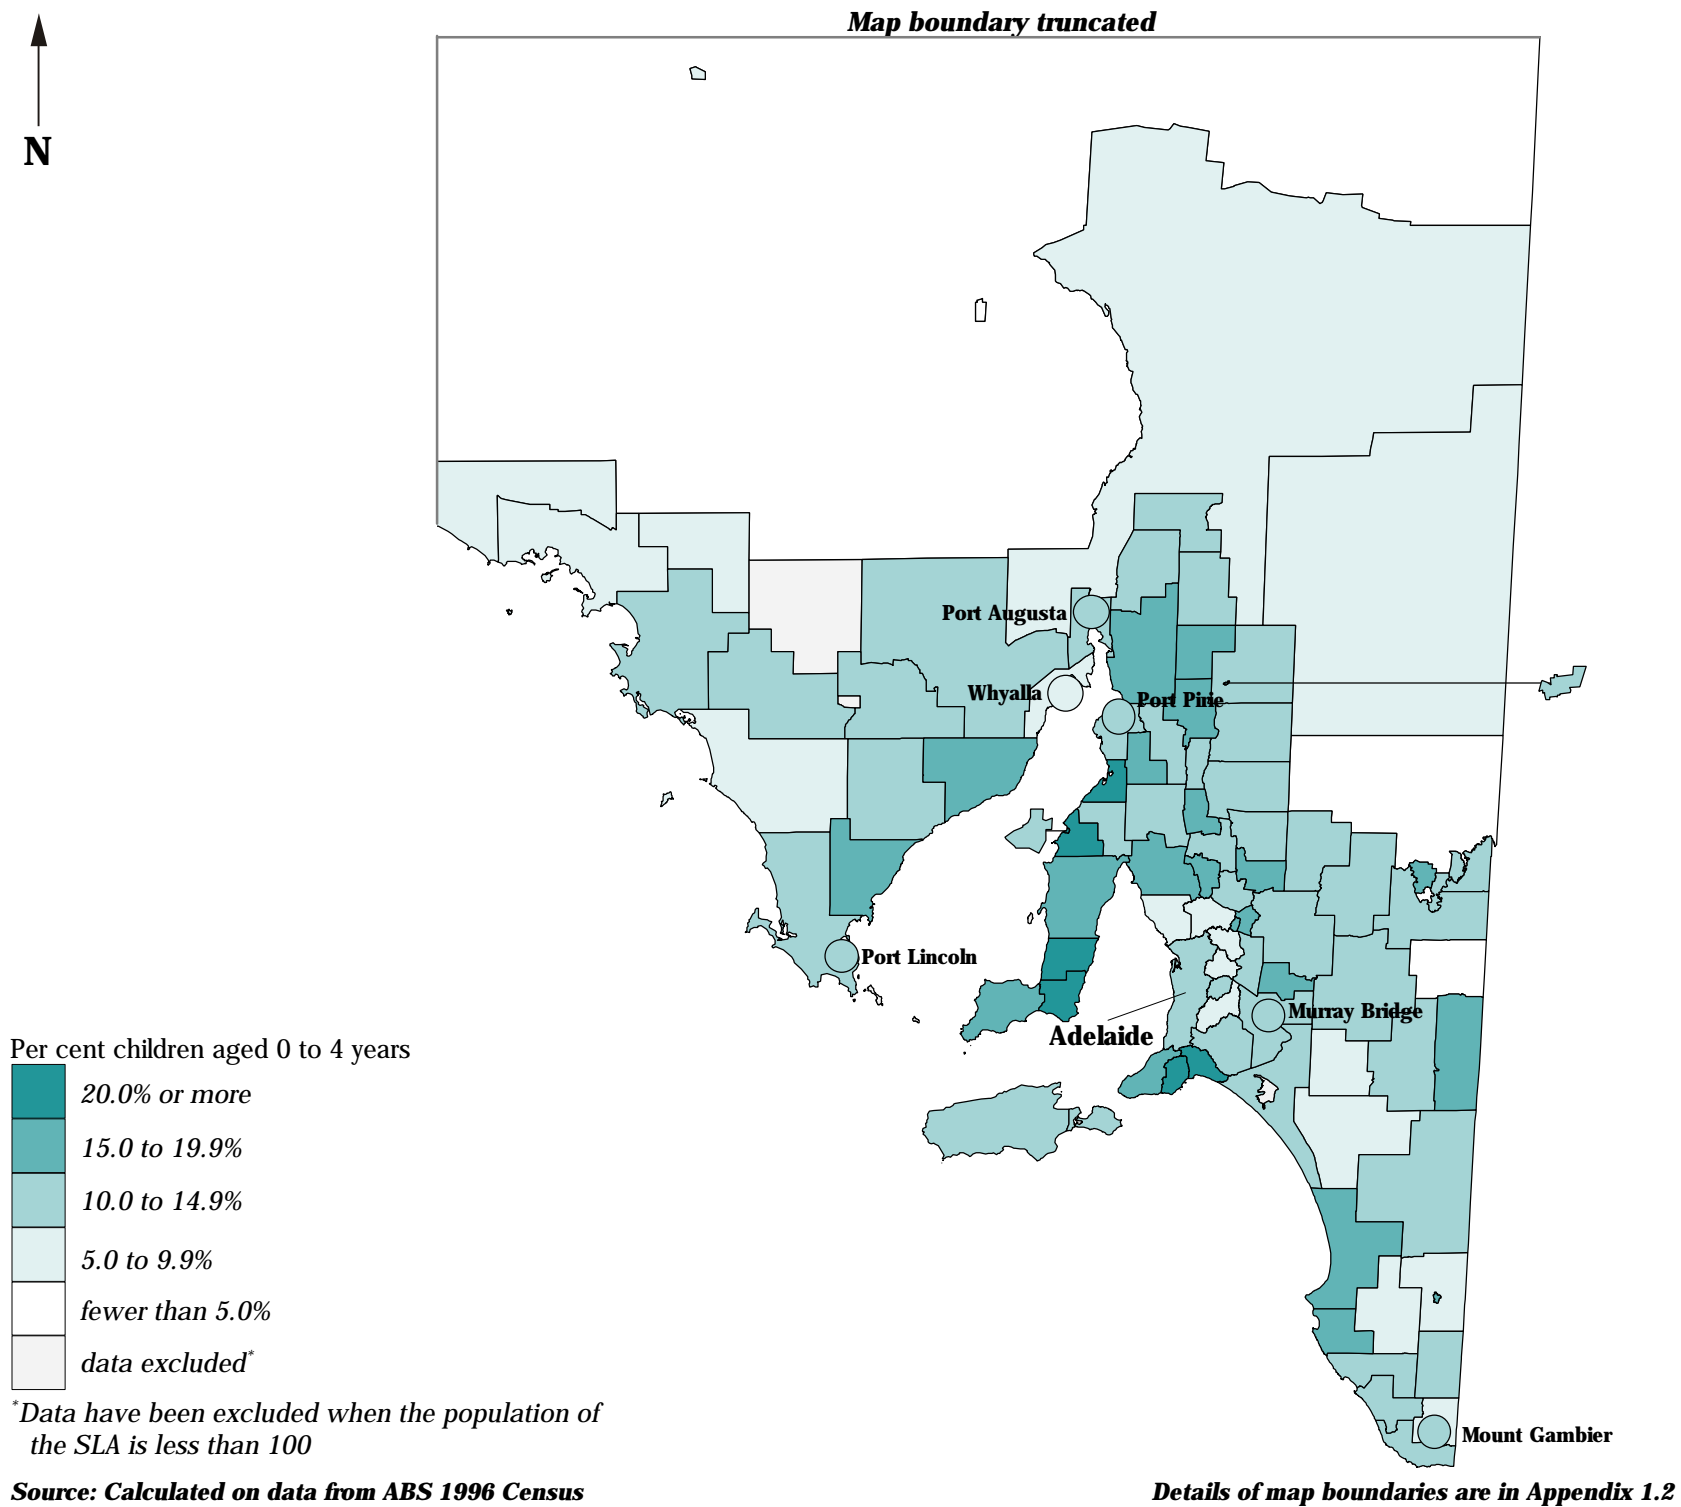 Map boundary truncated
N
Port Augusta
Whyalla
Port Pirie
Port Lincoln
Murray Bridge
Adelaide
Per cent children aged 0 to 4 years
20.0% or more
15.0 to 19.9%
10.0 to 14.9%
5.0 to 9.9%
fewer than 5.0%
data excluded*
*Data have been excluded when the population of
the SLA is less than 100
Mount Gambier
Source: Calculated on data from ABS 1996 Census
Details of map boundaries are in Appendix 1.2